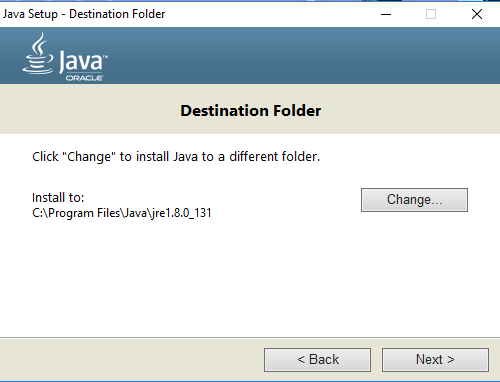 Java Setup - Destination Folder
Java™
ORACLE
Destination Folder
Click "Change" to install Java to a different folder.
Install to:
C:\Program Files\Java\jre1.8.0_131
Change...
< Back
Next >